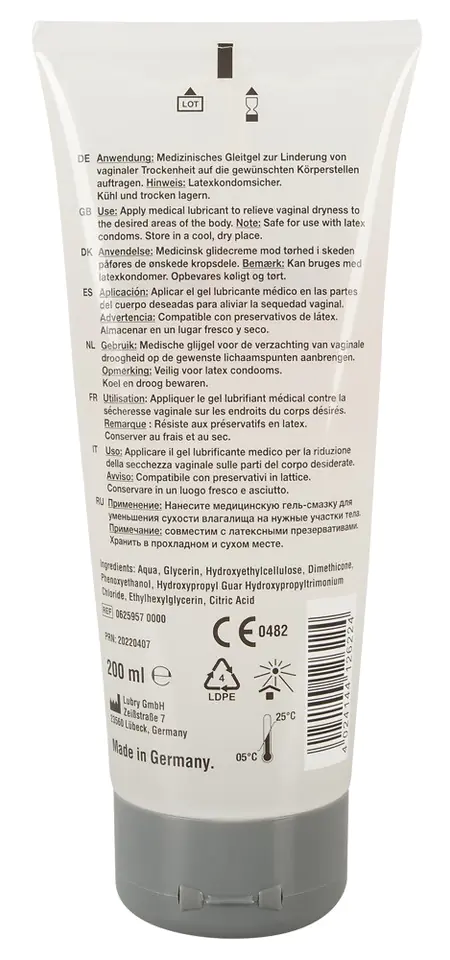 LOT
DE Anwendung: Medizinisches Gleitgel zur Linderung von
vaginaler Trockenheit auf die gewünschten Körperstellen
auftragen. Hinweis: Latexkondomsicher.
Kühl und trocken lagern.
GB Use: Apply medical lubricant to relieve vaginal dryness to
the desired areas of the body. Note: Safe for use with latex
condoms. Store in a cool, dry place.
DK Anvendelse: Medicinsk glidecreme mod tørhed i skeden
påføres de ønskede kropsdele. Bemærk: Kan bruges med
latexkondomer. Opbevares køligt og tørt.
ES Aplicación: Aplicar el gel lubricante médico en las partes
del cuerpo deseadas para aliviar la sequedad vaginal.
Advertencia: Compatible con preservativos de látex.
Almacenar en un lugar fresco y seco.
NL Gebruik: Medische glijgel voor de verzachting van vaginale
droogheid op de gewenste lichaamspunten aanbrengen.
Opmerking: Veilig voor latex condooms.
Koel en droog bewaren.
FR Utilisation: Appliquer le gel lubrifiant médical contre la
sécheresse vaginale sur les endroits du corps désirés.
Remarque : Résiste aux préservatifs en latex.
Conserver au frais et au sec.
IT Uso: Applicare il gel lubrificante medico per la riduzione
della secchezza vaginale sulle parti del corpo desiderate.
Avviso: Compatibile con preservativi in lattice.
Conservare in un luogo fresco e asciutto.
RU Применение: Нанесите медицинскую гель-смазку для
уменьшения сухости влагалища на нужные участки тела.
Примечание: совместим с латексными презервативами.
Хранить в прохладном и сухом месте.
Ingredients: Aqua, Glycerin, Hydroxyethylcellulose, Dimethicone,
Phenoxyethanol, Hydroxypropyl Guar Hydroxypropyltrimonium
Chloride, Ethylhexylglycerin, Citric Acid
REF 0625957 0000
PRN: 20220407
CE 0482
200 ml ℮
4
LDPE
Lubry GmbH
Zeißstraße 7
23560 Lübeck, Germany
Made in Germany.
25°C
05°C
4 024144 126224